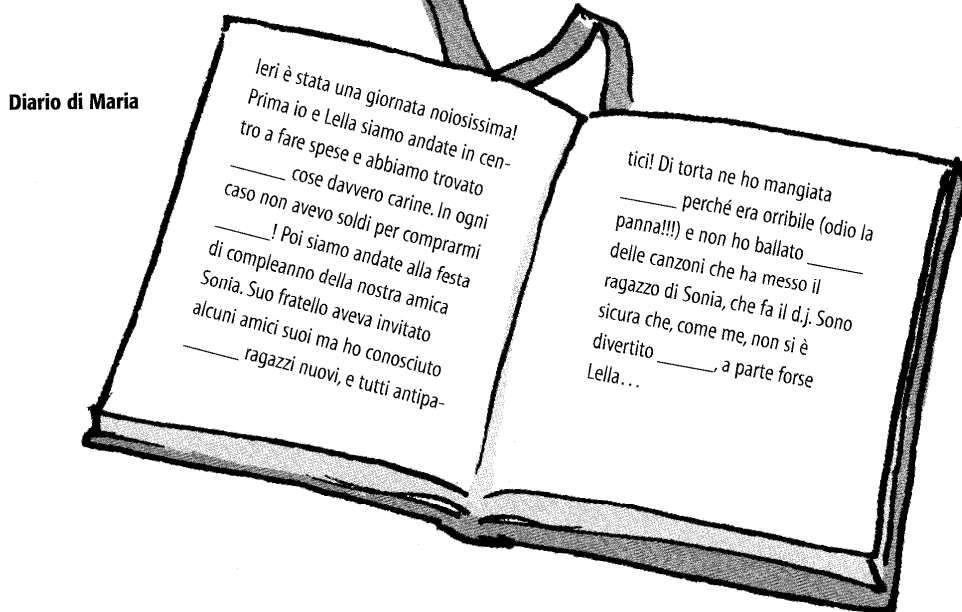 Diario di Maria
Ieri è stata una giornata noiosissima!
Prima io e Lella siamo andate in cen-
tro a fare spese e abbiamo trovato
______ cose davvero carine. In ogni
caso non avevo soldi per comprarmi
______! Poi siamo andate alla festa
di compleanno della nostra amica
Sonia. Suo fratello aveva invitato
alcuni amici suoi ma ho conosciuto
______ ragazzi nuovi, e tutti antipa-
tici! Di torta ne ho mangiata
______ perché era orribile (odio la
panna!!!) e non ho ballato ______
delle canzoni che ha messo il
ragazzo di Sonia, che fa il d.j. Sono
sicura che, come me, non si è
divertito ______, a parte forse
Lella...